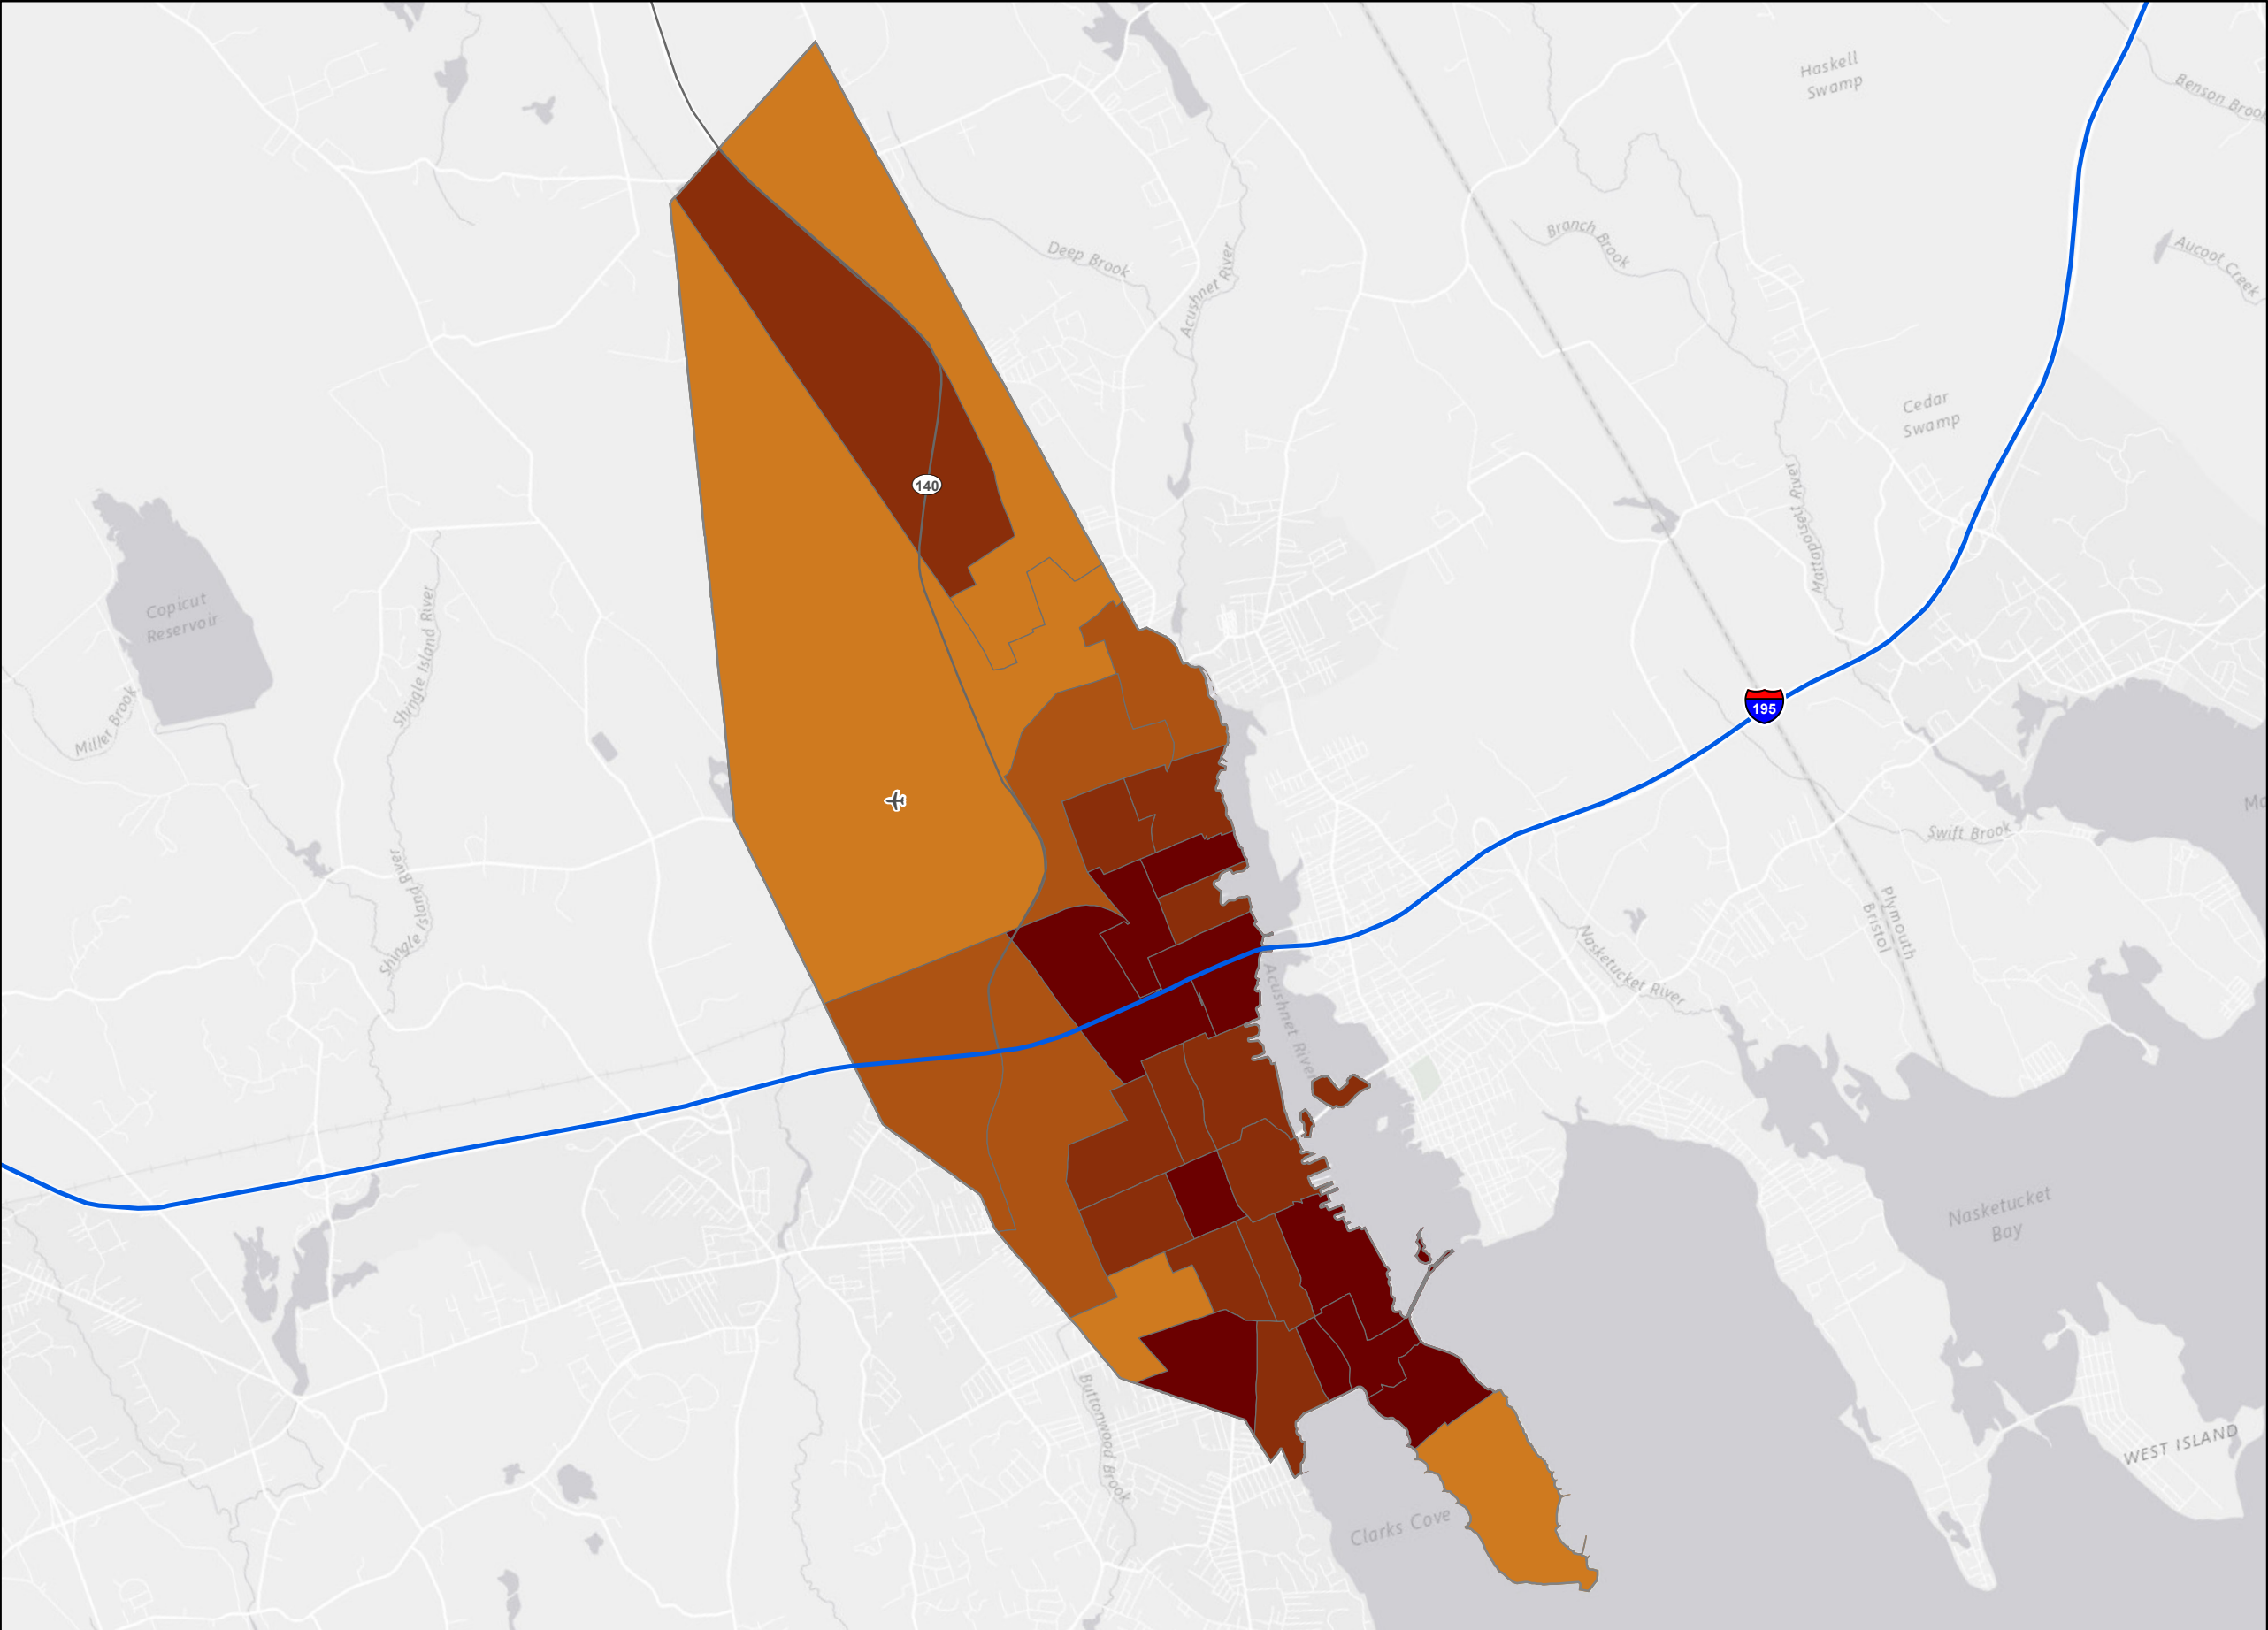 Haskell
Swamp
Benson Brook
Branch Brook
Aucoot Creek
Deep Brook
Acushnet River
Cedar
Swamp
140
Mattapoisett River
Copicut
Reservoir
Shingle Island River
Miller Brook
195
Swift Brook
Shingle Island River
Plymouth
Bristol
Nasketucket River
Acushnet River
Nasketucket
Bay
Buttonwood Brook
WEST ISLAND
Clarks Cove